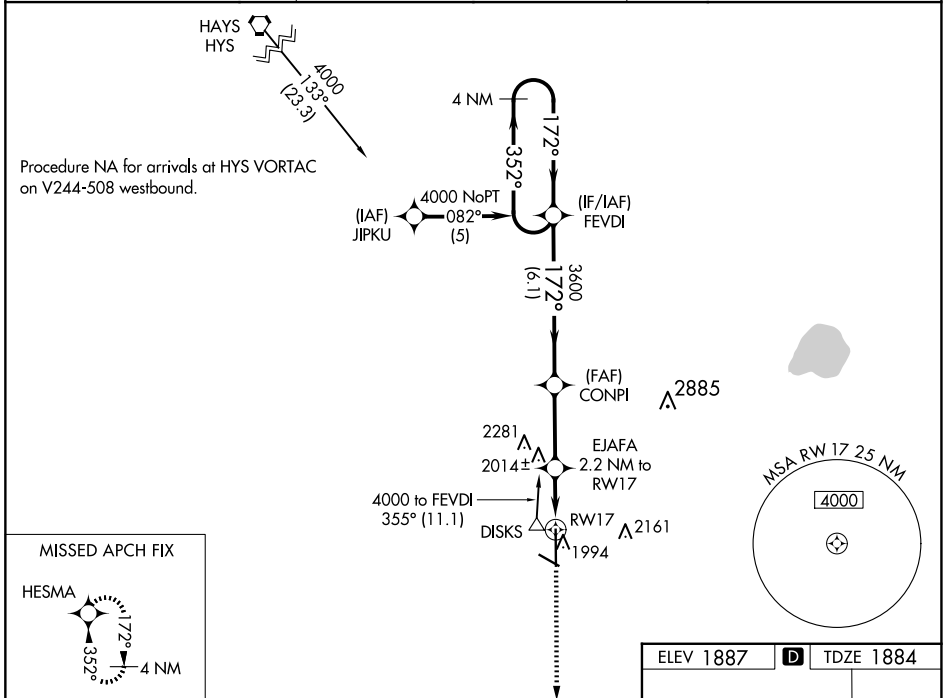 HAYS
HYS
4000
133°
(23.3)
4 NM
172°
352°
Procedure NA for arrivals at HYS VORTAC
on V244-508 westbound.
4000 NoPT
082°
(5)
(IAF)
JIPKU
(IF/IAF)
FEVDI
3600
172°
(6.1)
(FAF)
CONPI
2885
2281
2014±
EJAFA
2.2 NM to
RW17
4000 to FEVDI
355° (11.1)
DISKS
RW17
2161
1994
MSA RW 17 25 NM
4000
MISSED APCH FIX
HESMA
172°
352°
4 NM
ELEV 1887 D TDZE 1884